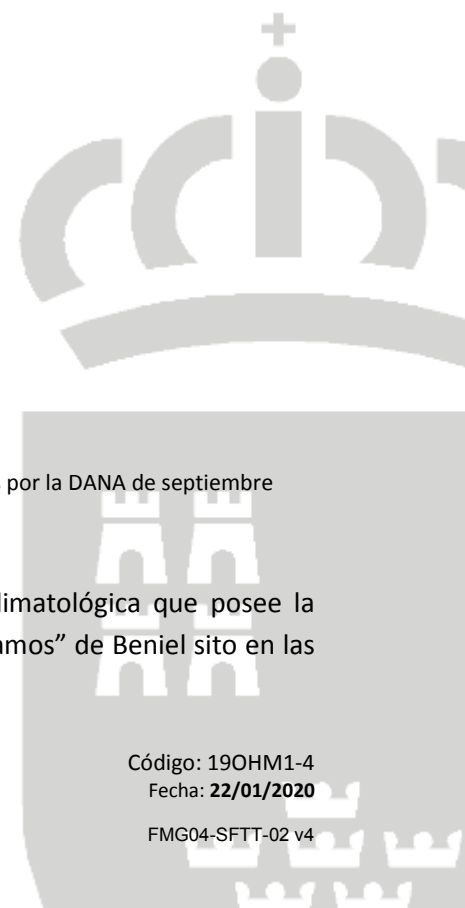 por la DANA de septiembre
limatológica que posee la
amos” de Beniel sito en las
Código: 19OHM1-4
Fecha: 22/01/2020
FMG04-SFTT-02 v4